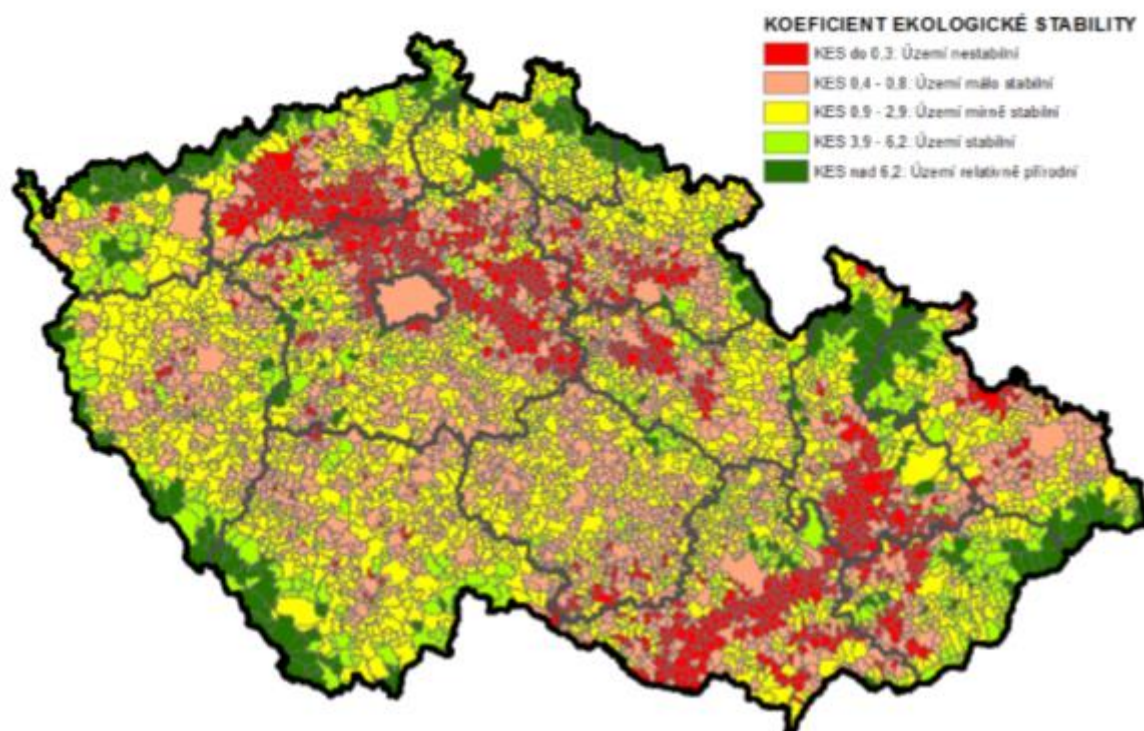 KOEFICIENT EKOLOGICKÉ STABILITY
KES do 0,3: Území nestabilní
KES 0,4 - 0,8: Území málo stabilní
KES 0,9 - 2,9: Území mírně stabilní
KES 3,9 - 6,2: Území stabilní
KES nad 6,2: Území relativně přírodní